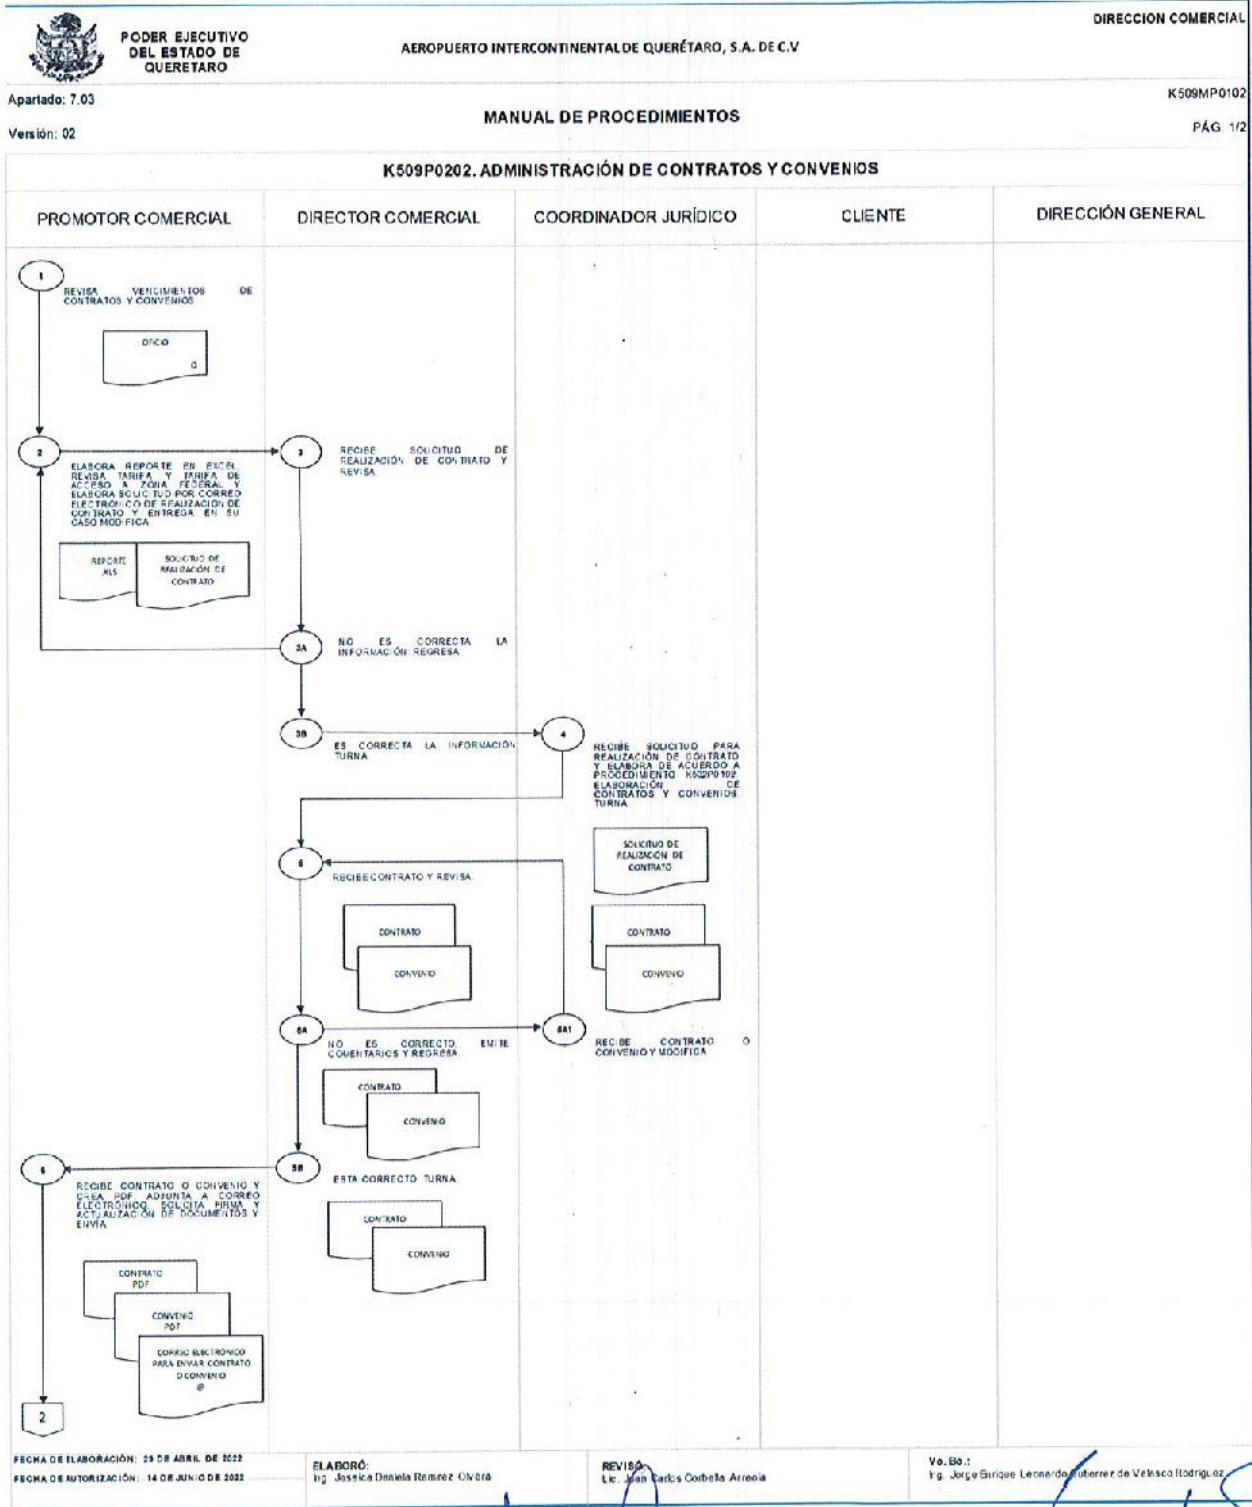 DIRECCION COMERCIAL
PODER EJECUTIVO
DEL ESTADO DE
QUERETARO
AEROPUERTO INTERCONTINENTAL DE QUERÉTARO, S.A. DE C.V
Apartado: 7.03
K509MP0102
MANUAL DE PROCEDIMIENTOS
Versión: 02
PÁG. 1/2
K509P0202. ADMINISTRACIÓN DE CONTRATOS Y CONVENIOS
PROMOTOR COMERCIAL
DIRECTOR COMERCIAL
COORDINADOR JURÍDICO
CLIENTE
DIRECCIÓN GENERAL
1
REVISA VENCIMIENTOS DE
CONTRATOS Y CONVENIOS
OFICIO
O
2
ELABORA REPORTE EN EXCEL,
REVISA TARIFA Y TARIFA DE
ACCESO A ZONA FEDERAL Y
ELABORA SOLICITUD POR CORREO
ELECTRÓNICO DE REALIZACIÓN DE
CONTRATO Y ENTREGA EN SU
CASO MODIFICA
REPORTE
.XLS
SOLICITUD DE
REALIZACIÓN DE
CONTRATO
3
RECIBE SOLICITUD DE
REALIZACIÓN DE CONTRATO Y
REVISA.
3A
NO ES CORRECTA LA
INFORMACIÓN REGRESA
3B
ES CORRECTA LA INFORMACIÓN
TURNA
4
RECIBE SOLICITUD PARA
REALIZACIÓN DE CONTRATO
Y ELABORA DE ACUERDO A
PROCEDIMIENTO
ELABORACIÓN DE
CONTRATOS Y CONVENIOS
TURNA
SOLICITUD DE
REALIZACIÓN DE
CONTRATO
CONTRATO
CONVENIO
5
RECIBE CONTRATO Y REVISA.
CONTRATO
CONVENIO
5A
NO ES CORRECTO, EMITE
COMENTARIOS Y REGRESA
CONTRATO
CONVENIO
5A1
RECIBE CONTRATO O
CONVENIO Y MODIFICA
5B
ESTA CORRECTO TURNA
CONTRATO
CONVENIO
6
RECIBE CONTRATO O CONVENIO Y
CREA PDF, ADJUNTA A CORREO
ELECTRÓNICO, SOLICITA FIRMA Y
ACTUALIZACIÓN DE DOCUMENTOS Y
ENVÍA
CONTRATO
PDF
CONVENIO
PDF
CORREO ELECTRÓNICO
PARA ENVIAR CONTRATO
O CONVENIO
@
2
FECHA DE ELABORACIÓN: 29 DE ABRIL DE 2022
FECHA DE AUTORIZACIÓN: 14 DE JUNIO DE 2022
ELABORÓ:
Ing. Jessica Daniela Ramírez Olvera
REVISÓ:
Lic. Juan Carlos Corbella Arreola
Vo. Bo.:
Ing. Jorge Enrique Leonardo Gutierrez de Velasco Rodriguez